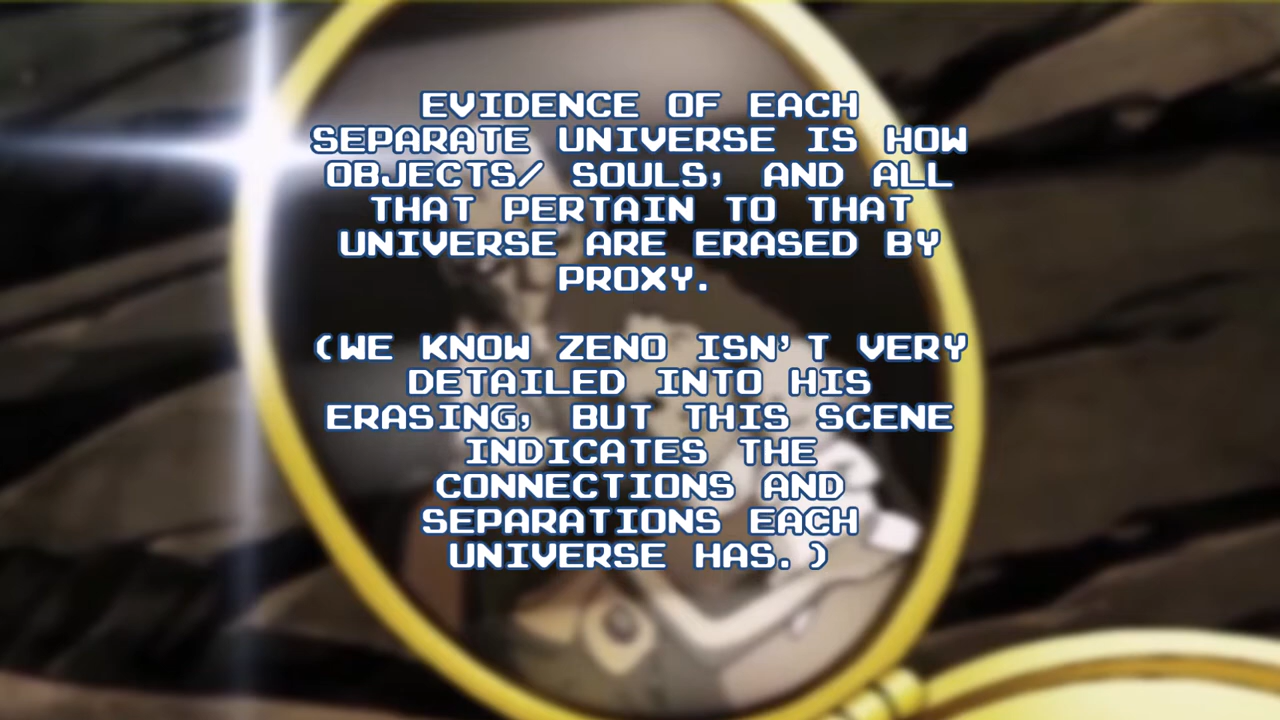 EVIDENCE OF EACH
SEPARATE UNIVERSE IS HOW
OBJECTS/ SOULS, AND ALL
THAT PERTAIN TO THAT
UNIVERSE ARE ERASED BY
PROXY.
(WE KNOW ZENO ISN'T VERY
DETAILED INTO HIS
ERASING, BUT THIS SCENE
INDICATES THE
CONNECTIONS AND
SEPARATIONS EACH
UNIVERSE HAS.)